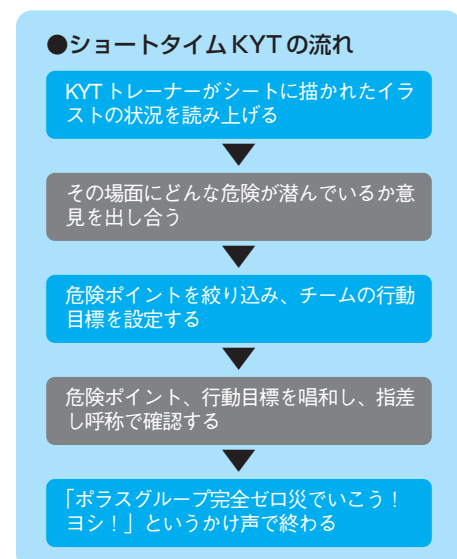 ●ショートタイムKYTの流れ
KYTトレーナーがシートに描かれたイラ
ストの状況を読み上げる
その場面にどんな危険が潜んでいるか意
見を出し合う
危険ポイントを絞り込み、チームの行動
目標を設定する
危険ポイント、行動目標を唱和し、指差
し呼称で確認する
「ポラスグループ完全ゼロ災でいこう！
ヨシ！」というかけ声で終わる